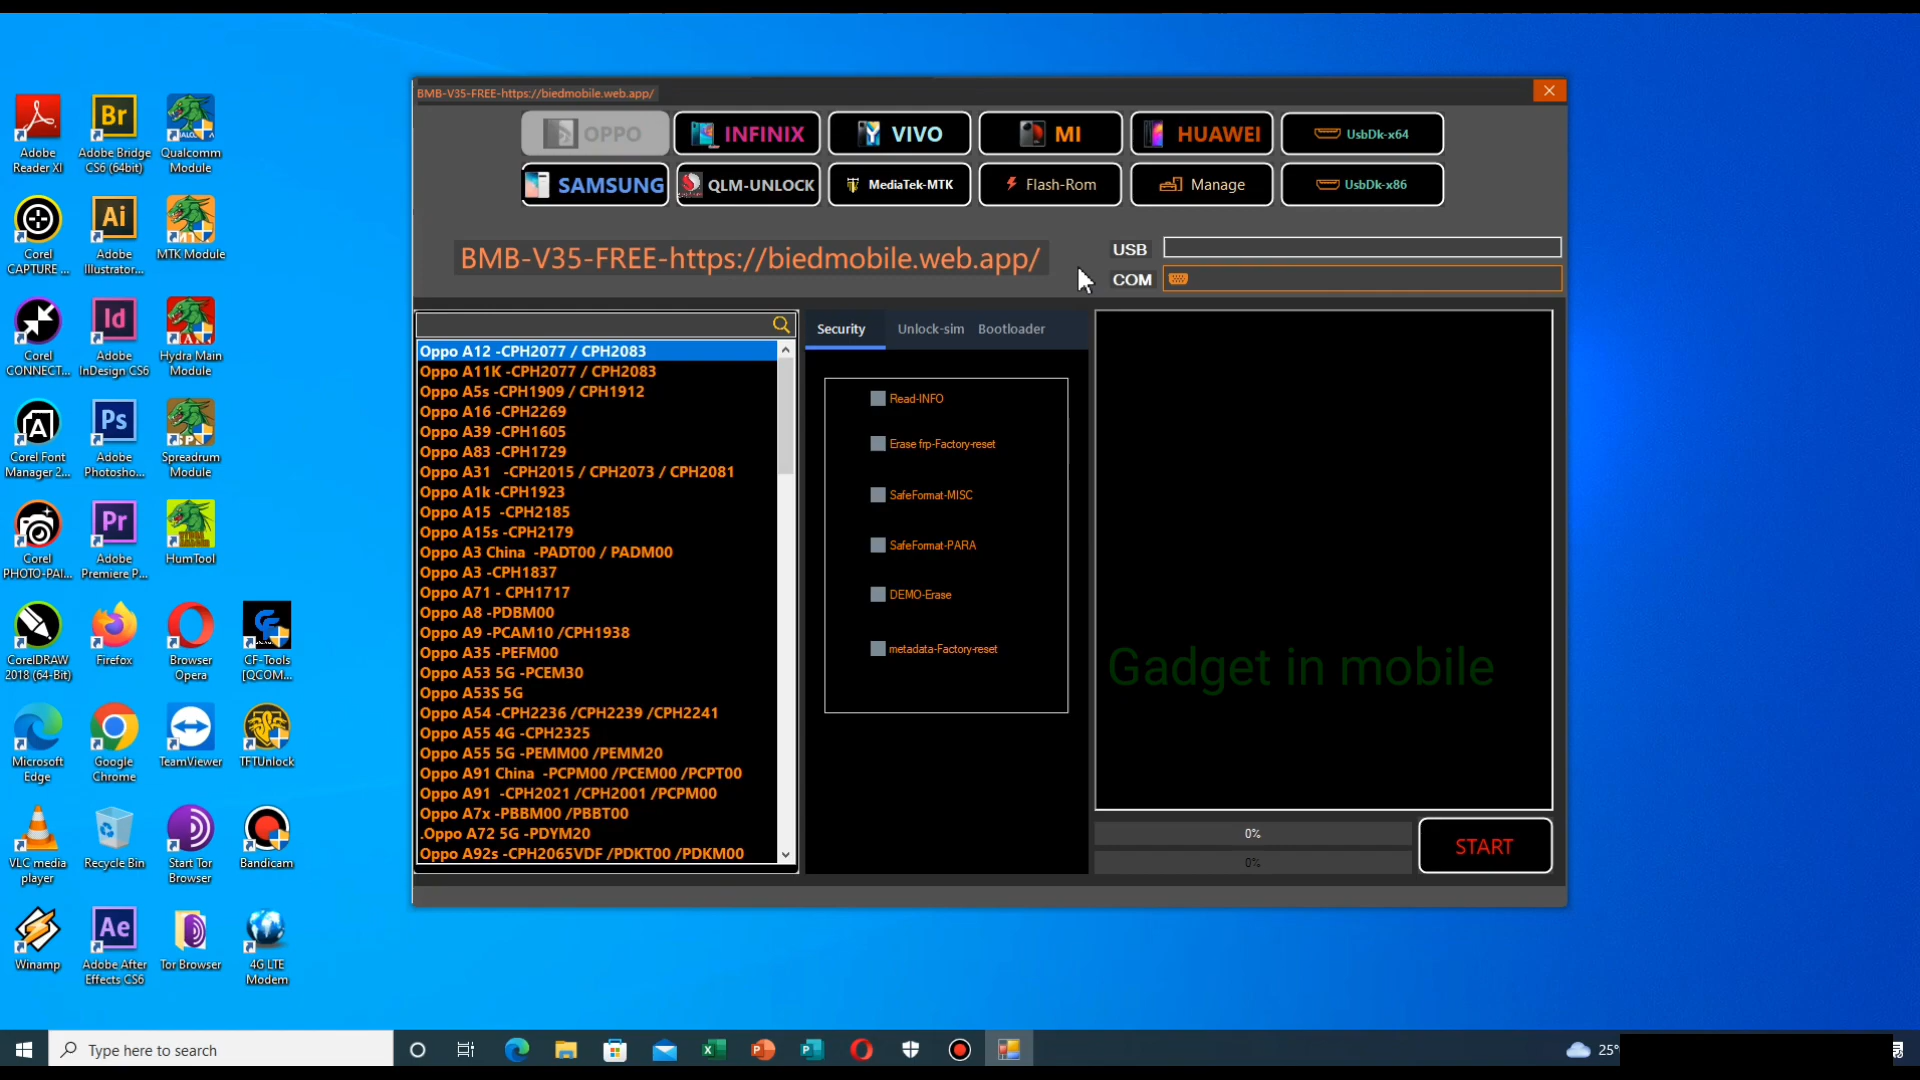 BMB-V35-FREE-https://biedmobile.web.app/
OPPO
INFINIX
VIVO
MI
HUAWEI
UsbDk-x64
SAMSUNG
QLM-UNLOCK
MediaTek-MTK
Flash-Rom
Manage
UsbDk-x86
BMB-V35-FREE-https://biedmobile.web.app/
USB
COM
Oppo A12 -CPH2077 / CPH2083
Oppo A11K -CPH2077 / CPH2083
Oppo A5s -CPH1909 / CPH1912
Oppo A16 -CPH2269
Oppo A39 -CPH1605
Oppo A83 -CPH1729
Oppo A31 -CPH2015 / CPH2073 / CPH2081
Oppo A1k -CPH1923
Oppo A15 -CPH2185
Oppo A15s -CPH2179
Oppo A3 China -PADT00 / PADM00
Oppo A3 -CPH1837
Oppo A71 - CPH1717
Oppo A8 -PDBM00
Oppo A9 -PCAM10 /CPH1938
Oppo A35 -PEFM00
Oppo A53 5G -PCEM30
Oppo A53S 5G
Oppo A54 -CPH2236 /CPH2239 /CPH2241
Oppo A55 4G -CPH2325
Oppo A55 5G -PEMM00 /PEMM20
Oppo A91 China -PCPM00 /PCEM00 /PCPT00
Oppo A91 -CPH2021 /CPH2001 /PCPM00
Oppo A7x -PBBM00 /PBBT00
.Oppo A72 5G -PDYM20
Oppo A92s -CPH2065VDF /PDKT00 /PDKM00
Security
Unlock-sim
Bootloader
Read-INFO
Erase frp-Factory-reset
SafeFormat-MISC
SafeFormat-PARA
DEMO-Erase
metadata-Factory-reset
Gadget in mobile
0%
0%
START
Adobe
Reader XI
Br
Adobe Bridge
CS6 (64bit)
Qualcomm
Module
Corel
CAPTURE ...
Ai
Adobe
Illustrator...
MTK Module
Corel
CONNECT...
Id
Adobe
InDesign CS6
Hydra Main
Module
Corel Font
Manager 2...
Ps
Adobe
Photosho...
Spreadrum
Module
Corel
PHOTO-PAI...
Pr
Adobe
Premiere P...
HumTool
CorelDRAW
2018 (64-Bit)
Firefox
Browser
Opera
CF-Tools
[QCOM...
Microsoft
Edge
Google
Chrome
TeamViewer
TFTUnlock
VLC media
player
Recycle Bin
Start Tor
Browser
Bandicam
Winamp
Ae
Adobe After
Effects CS6
Tor Browser
4G LTE
Modem
Type here to search
25°